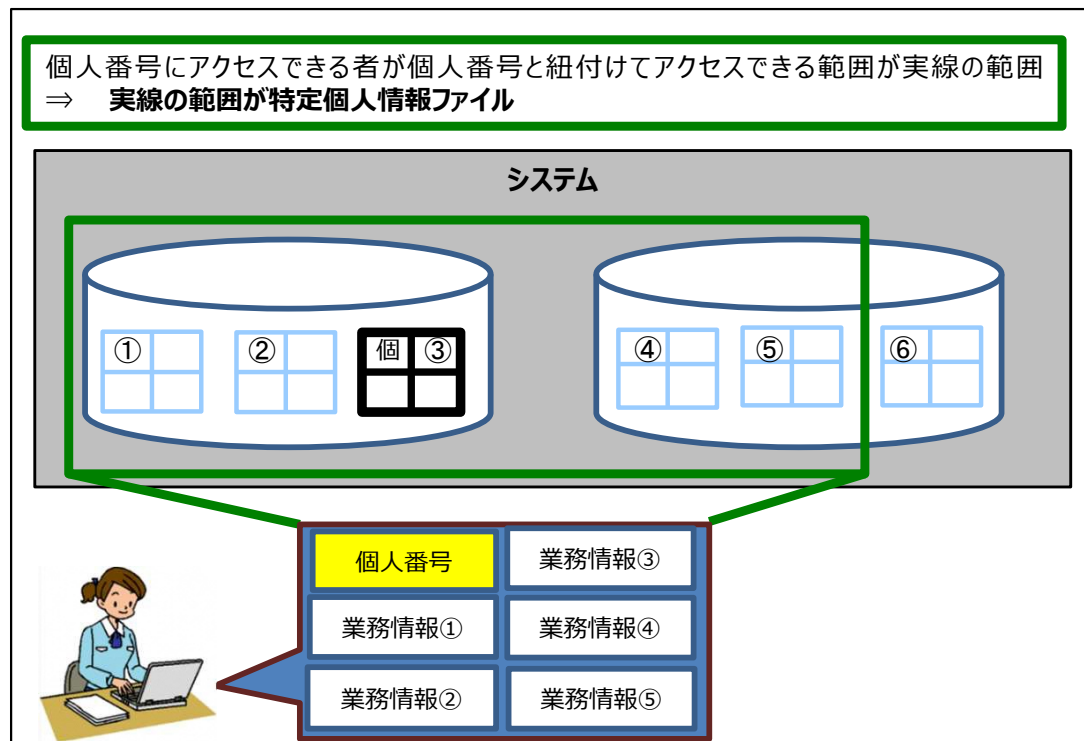 個人番号にアクセスできる者が個人番号と紐付けてアクセスできる範囲が実線の範囲
⇒ 実線の範囲が特定個人情報ファイル
システム
①
②
個 ③
④
⑤
⑥
個人番号
業務情報③
業務情報①
業務情報④
業務情報②
業務情報⑤